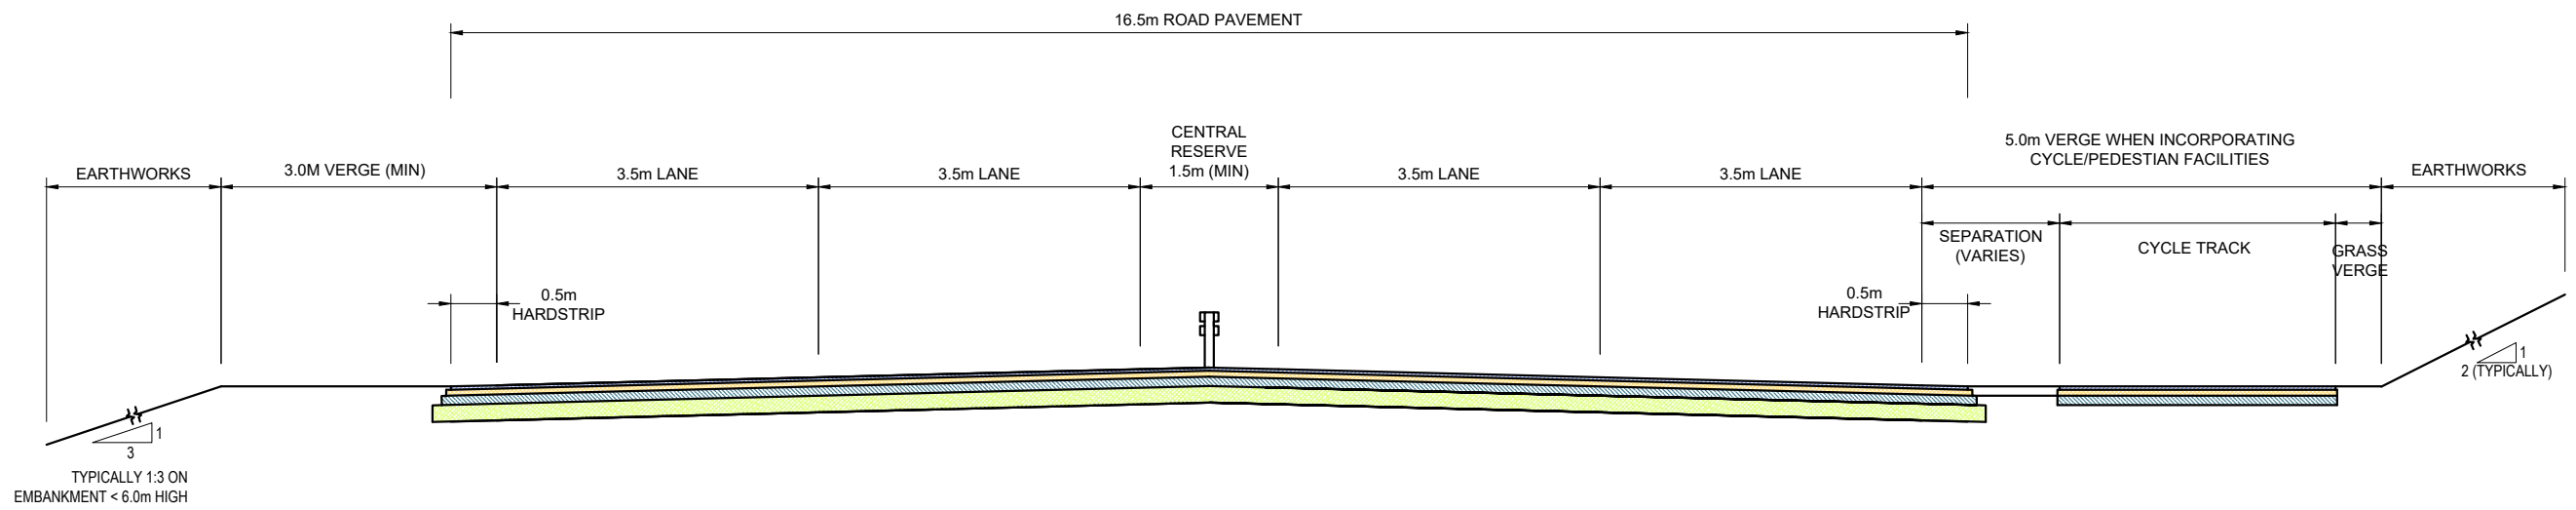 16.5m ROAD PAVEMENT
EARTHWORKS
3.0M VERGE (MIN)
3.5m LANE
3.5m LANE
CENTRAL
RESERVE
1.5m (MIN)
3.5m LANE
3.5m LANE
5.0m VERGE WHEN INCORPORATING
CYCLE/PEDESTIAN FACILITIES
EARTHWORKS
SEPARATION
(VARIES)
CYCLE TRACK
GRASS
VERGE
0.5m
HARDSTRIP
0.5m
HARDSTRIP
1
2 (TYPICALLY)
1
3
TYPICALLY 1:3 ON
EMBANKMENT < 6.0m HIGH